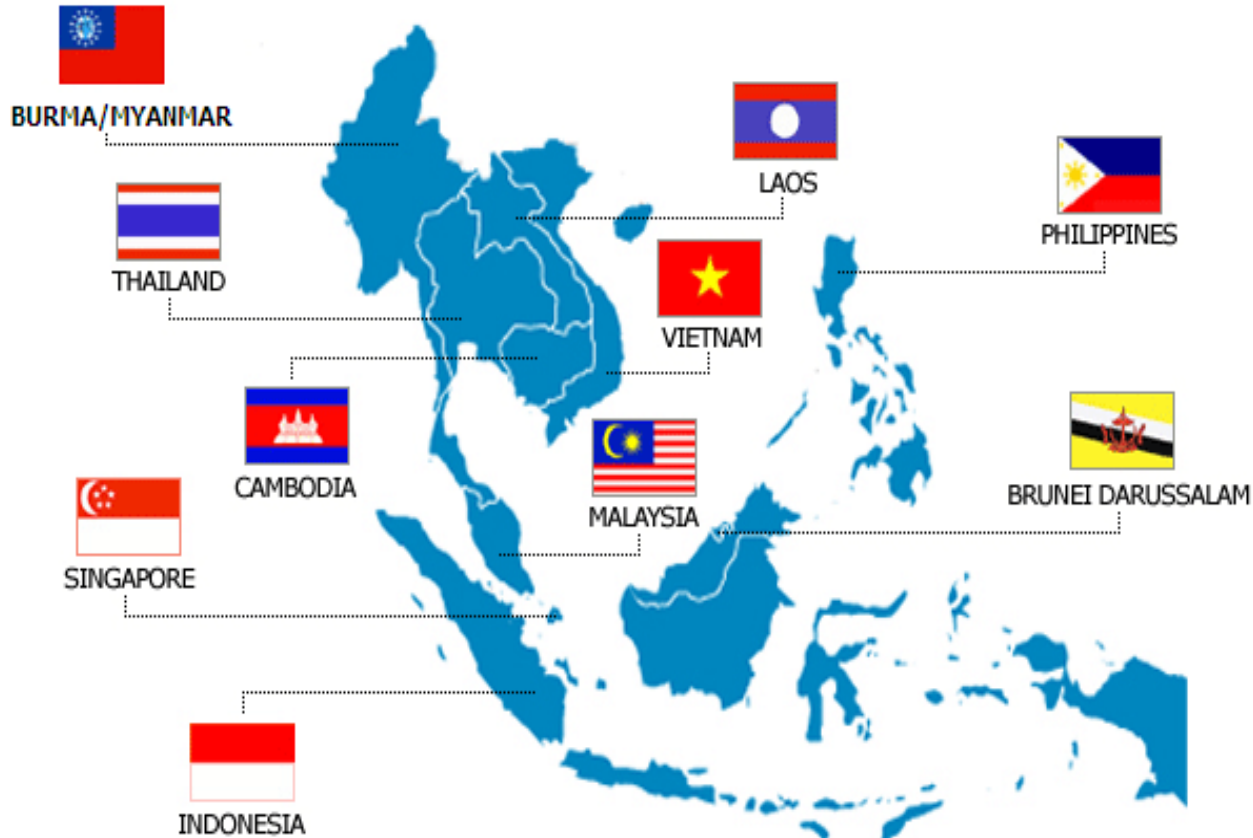 BURMA/MYANMAR
LAOS
PHILIPPINES
THAILAND
VIETNAM
CAMBODIA
MALAYSIA
BRUNEI DARUSSALAM
SINGAPORE
INDONESIA